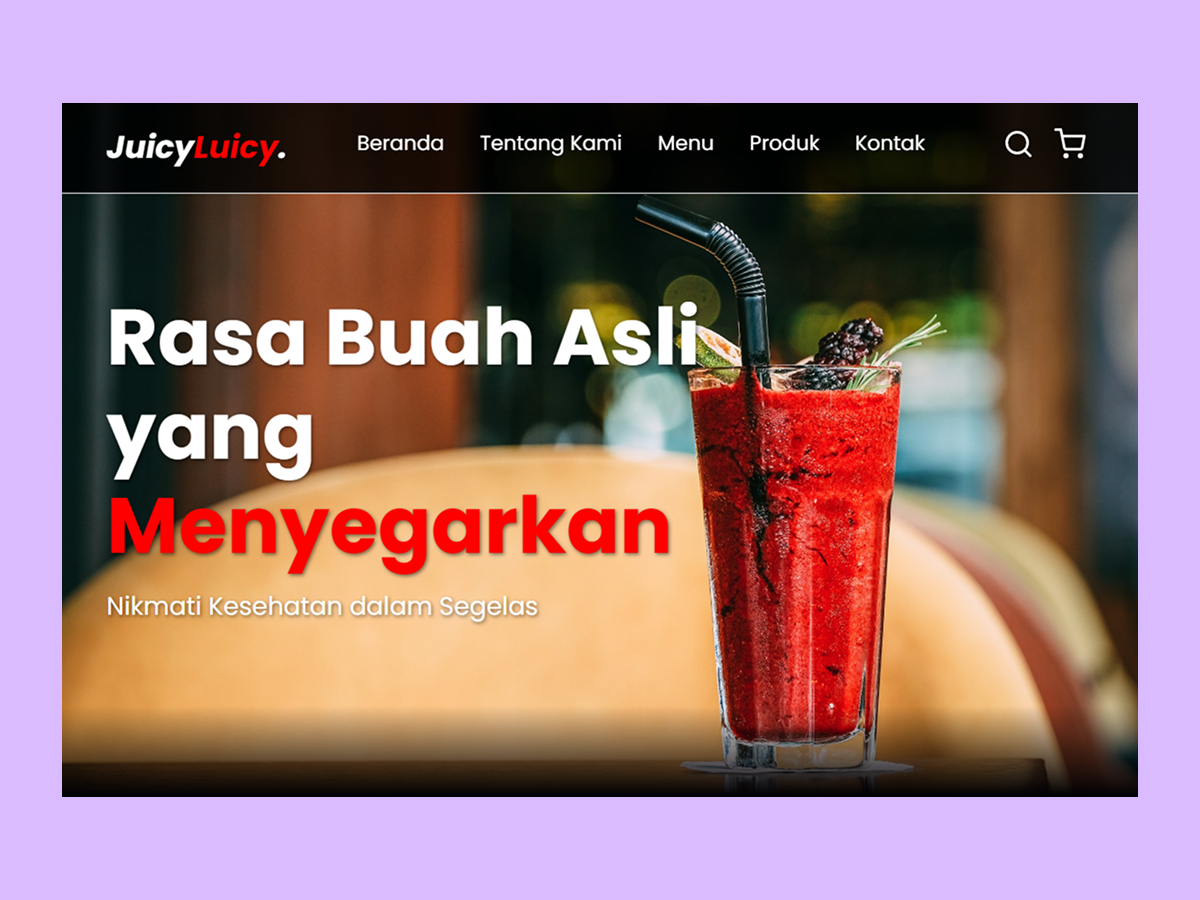 JuicyLuicy.
Beranda Tentang Kami Menu Produk Kontak
Rasa Buah Asli
yang
Menyegarkan
Nikmati Kesehatan dalam Segelas